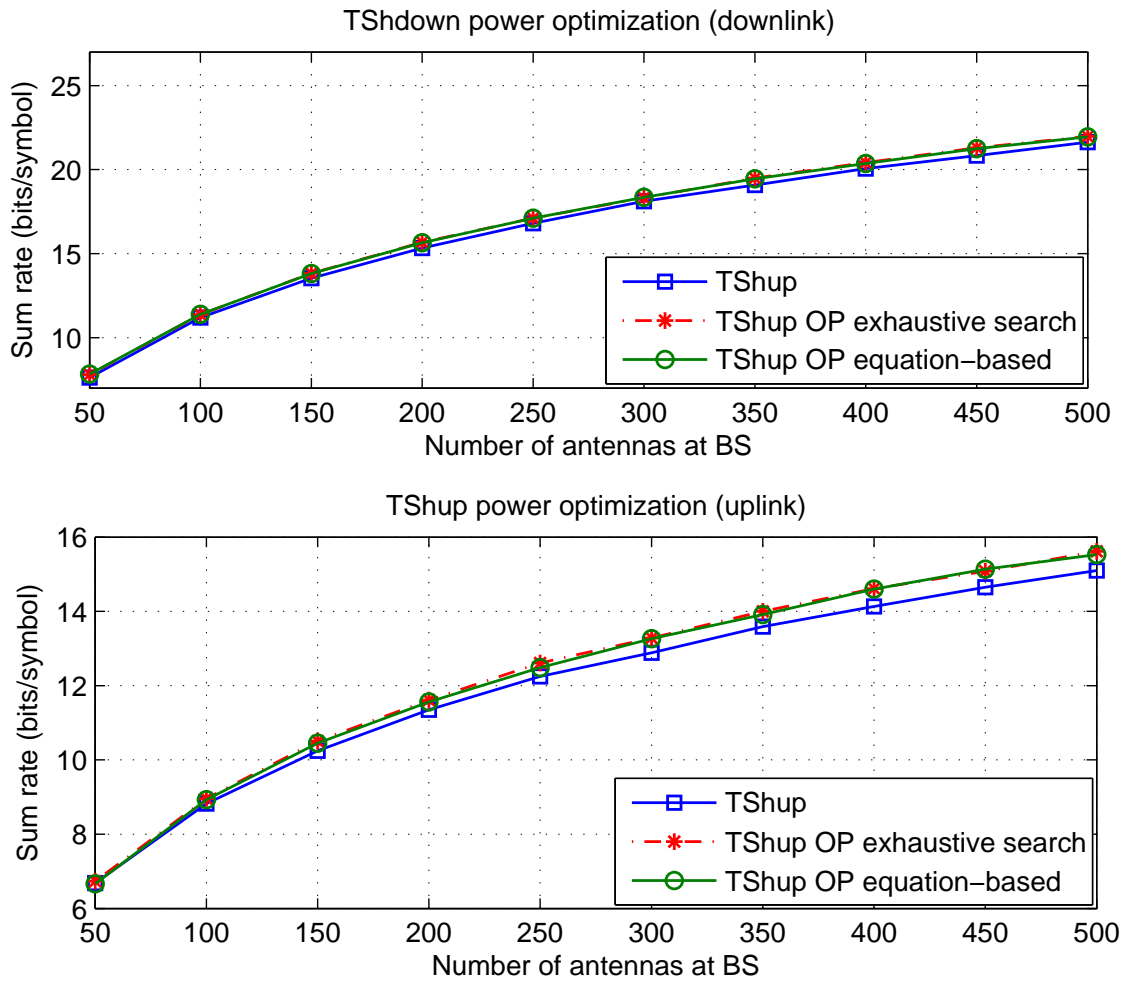 TShdown power optimization (downlink)
Sum rate (bits/symbol)
25
20
15
10
TShup
TShup OP exhaustive search
TShup OP equation−based
50 100 150 200 250 300 350 400 450 500
Number of antennas at BS
TShup power optimization (uplink)
Sum rate (bits/symbol)
16
14
12
10
8
6
TShup
TShup OP exhaustive search
TShup OP equation−based
50 100 150 200 250 300 350 400 450 500
Number of antennas at BS